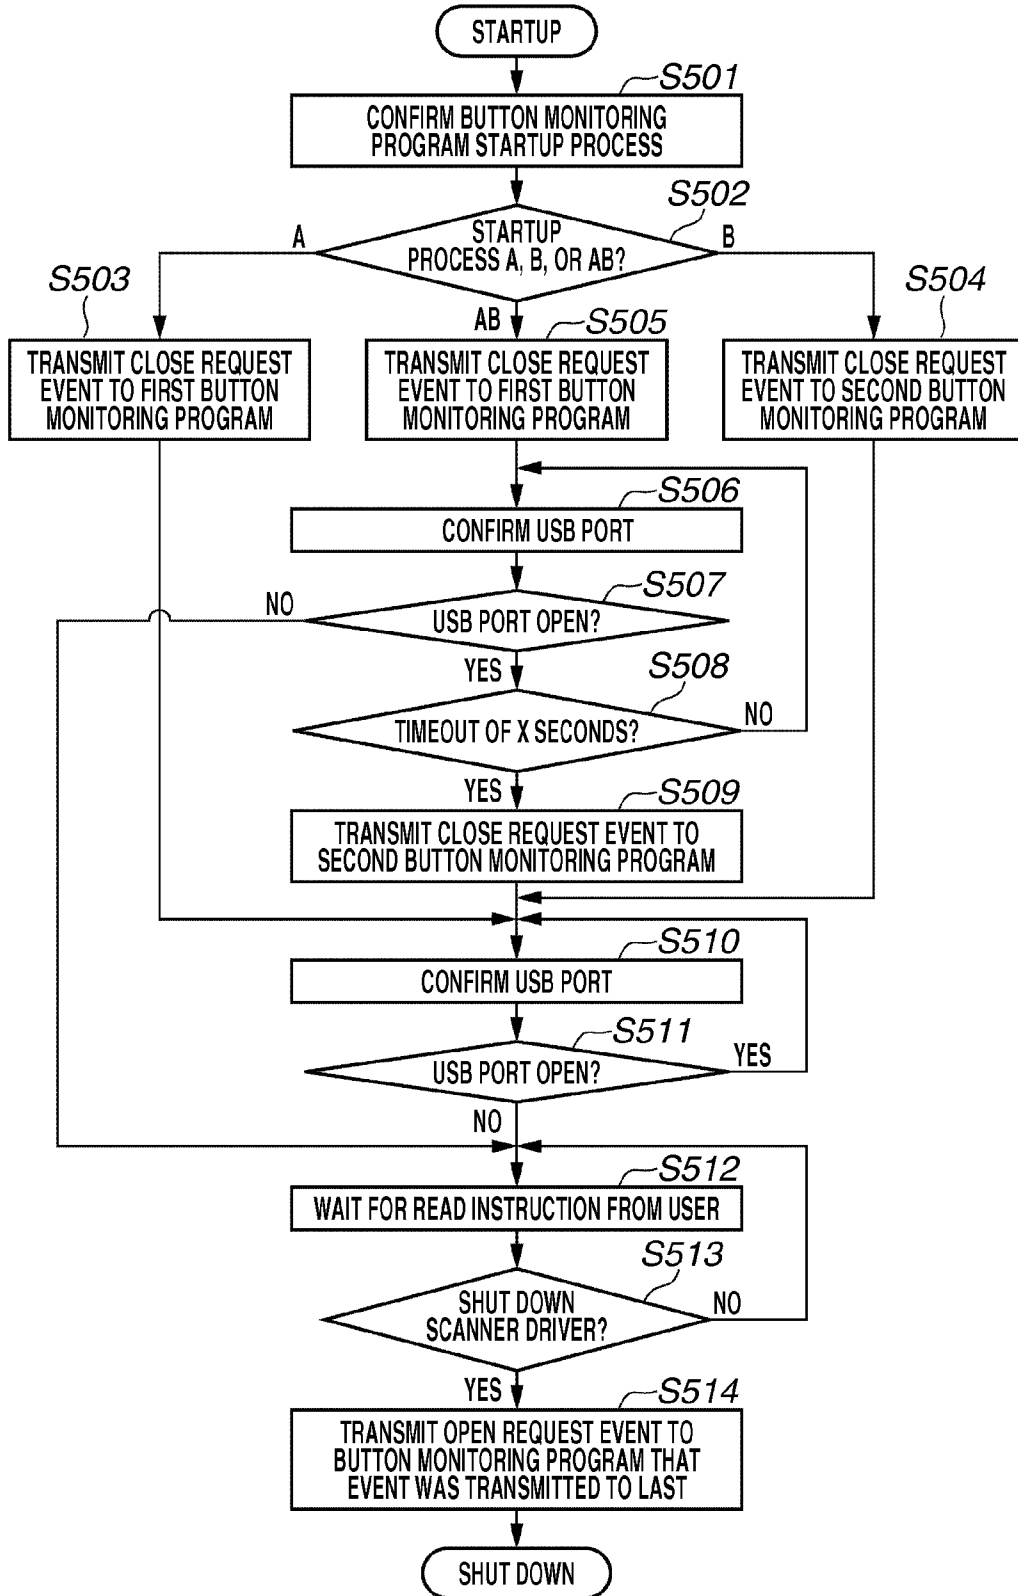 STARTUP
S501
CONFIRM BUTTON MONITORING
PROGRAM STARTUP PROCESS
S502
A
STARTUP
PROCESS A, B, OR AB?
B
S503
S504
AB
S505
TRANSMIT CLOSE REQUEST
EVENT TO FIRST BUTTON
MONITORING PROGRAM
TRANSMIT CLOSE REQUEST
EVENT TO FIRST BUTTON
MONITORING PROGRAM
TRANSMIT CLOSE REQUEST
EVENT TO SECOND BUTTON
MONITORING PROGRAM
S506
CONFIRM USB PORT
S507
NO
USB PORT OPEN?
YES
S508
TIMEOUT OF X SECONDS?
NO
YES
S509
TRANSMIT CLOSE REQUEST EVENT TO
SECOND BUTTON MONITORING PROGRAM
S510
CONFIRM USB PORT
S511
USB PORT OPEN?
YES
NO
S512
WAIT FOR READ INSTRUCTION FROM USER
S513
SHUT DOWN
SCANNER DRIVER?
NO
YES
S514
TRANSMIT OPEN REQUEST EVENT TO
BUTTON MONITORING PROGRAM THAT
EVENT WAS TRANSMITTED TO LAST
SHUT DOWN